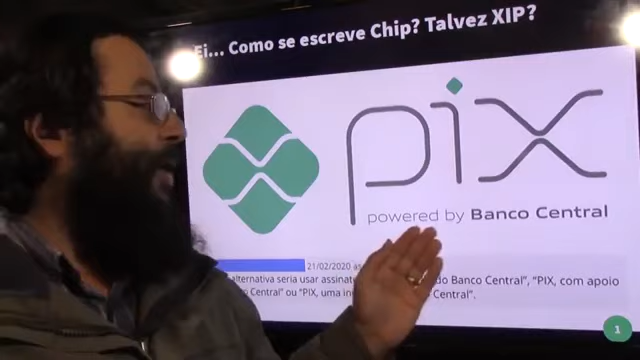 Ei... Como se escreve Chip? Talvez XIP?
pix
powered by Banco Central
21/02/2020
alternativa seria usar do Banco Central", "PIX, com apoio
Central" ou "PIX, uma Central".
1